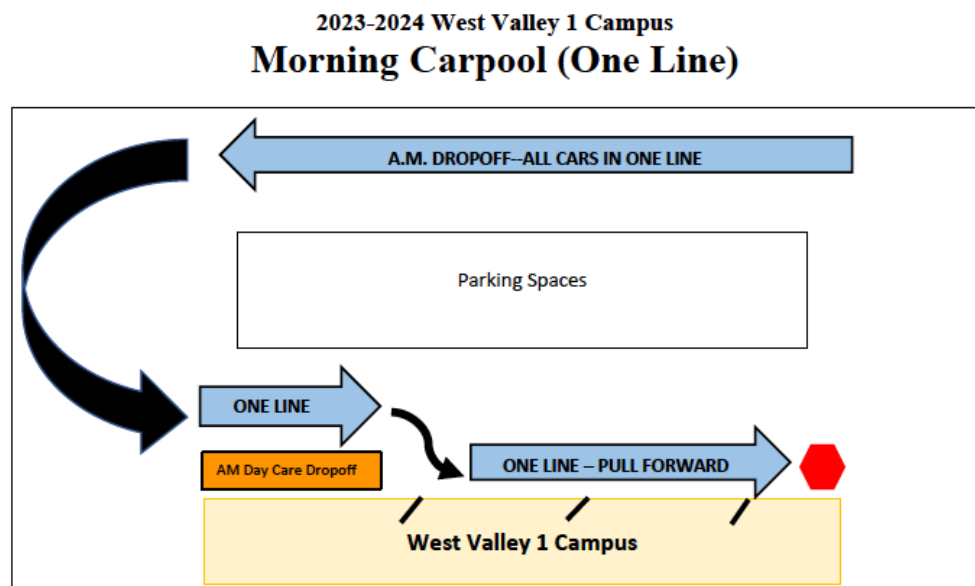 2023-2024 West Valley 1 Campus
Morning Carpool (One Line)
A.M. DROPOFF--ALL CARS IN ONE LINE
Parking Spaces
ONE LINE
AM Day Care Dropoff
ONE LINE – PULL FORWARD
West Valley 1 Campus